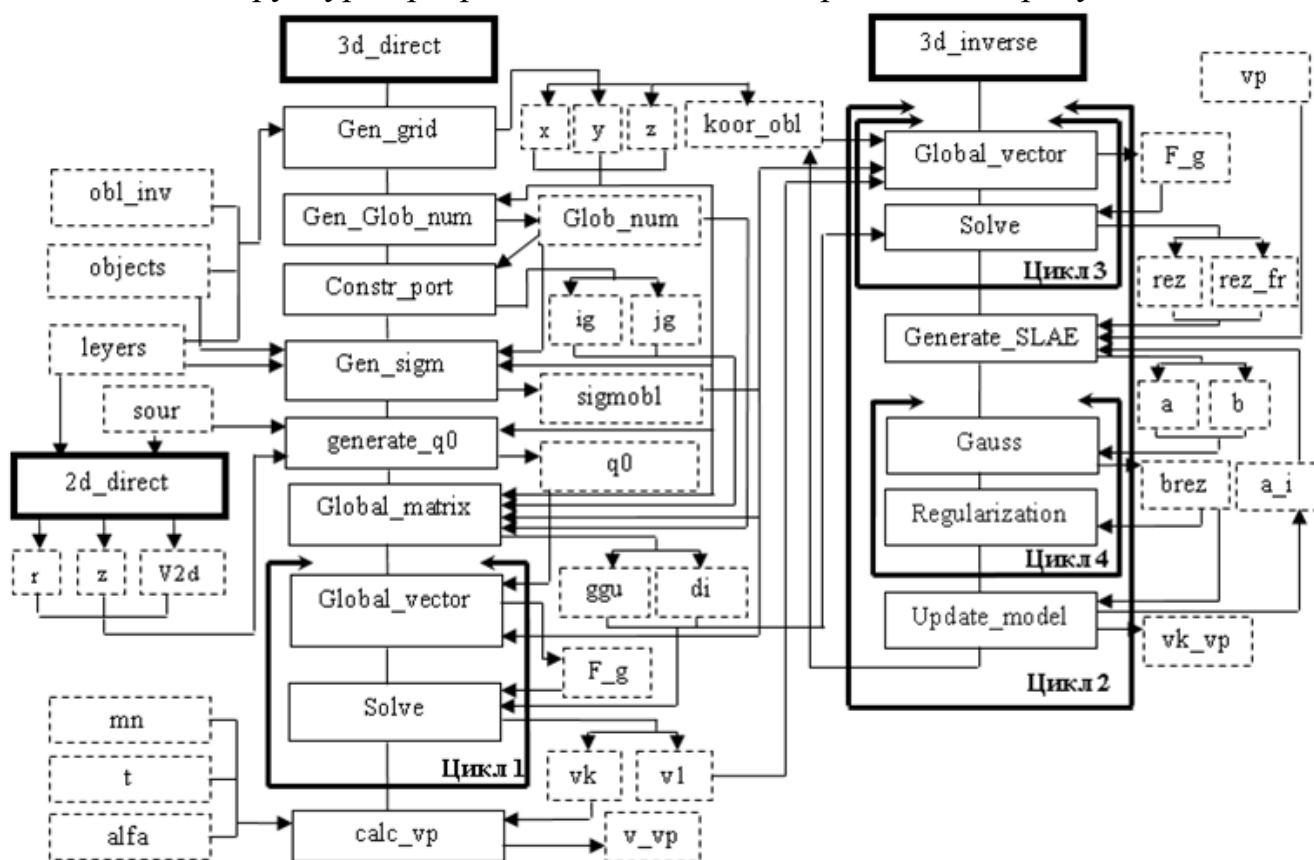 3d_direct
3d_inverse
vp
Gen_grid
x
y
z
koor_obl
Global_vector
F_g
obl_inv
Gen_Glob_num
Glob_num
Solve
objects
Constr_port
Цикл 3
rez
rez_fr
ig
jg
leyers
Gen_sigm
Generate_SLAE
sigmobl
a
b
sour
generate_q0
q0
Gauss
2d_direct
brez
a_i
Global_matrix
Regularization
r
z
V2d
Цикл 4
ggu
di
Global_vector
Update_model
vk_vp
F_g
Цикл 2
mn
Solve
Цикл 1
vk
v1
t
alfa
calc_vp
v_vp